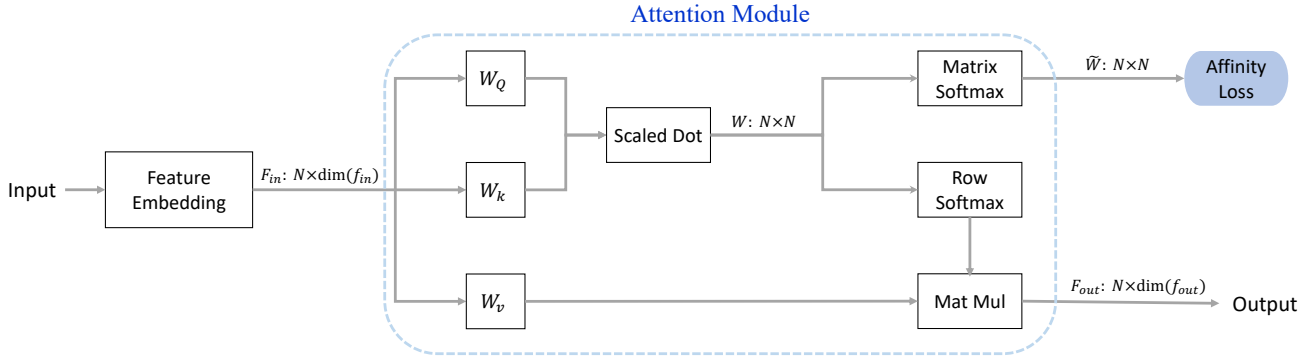 Attention Module
W_Q
Matrix
Softmax
W̃: N×N
Affinity
Loss
Scaled Dot
W: N×N
Input
Feature
Embedding
F_in: N×dim(f_in)
W_k
Row
Softmax
W_v
Mat Mul
F_out: N×dim(f_out)
Output